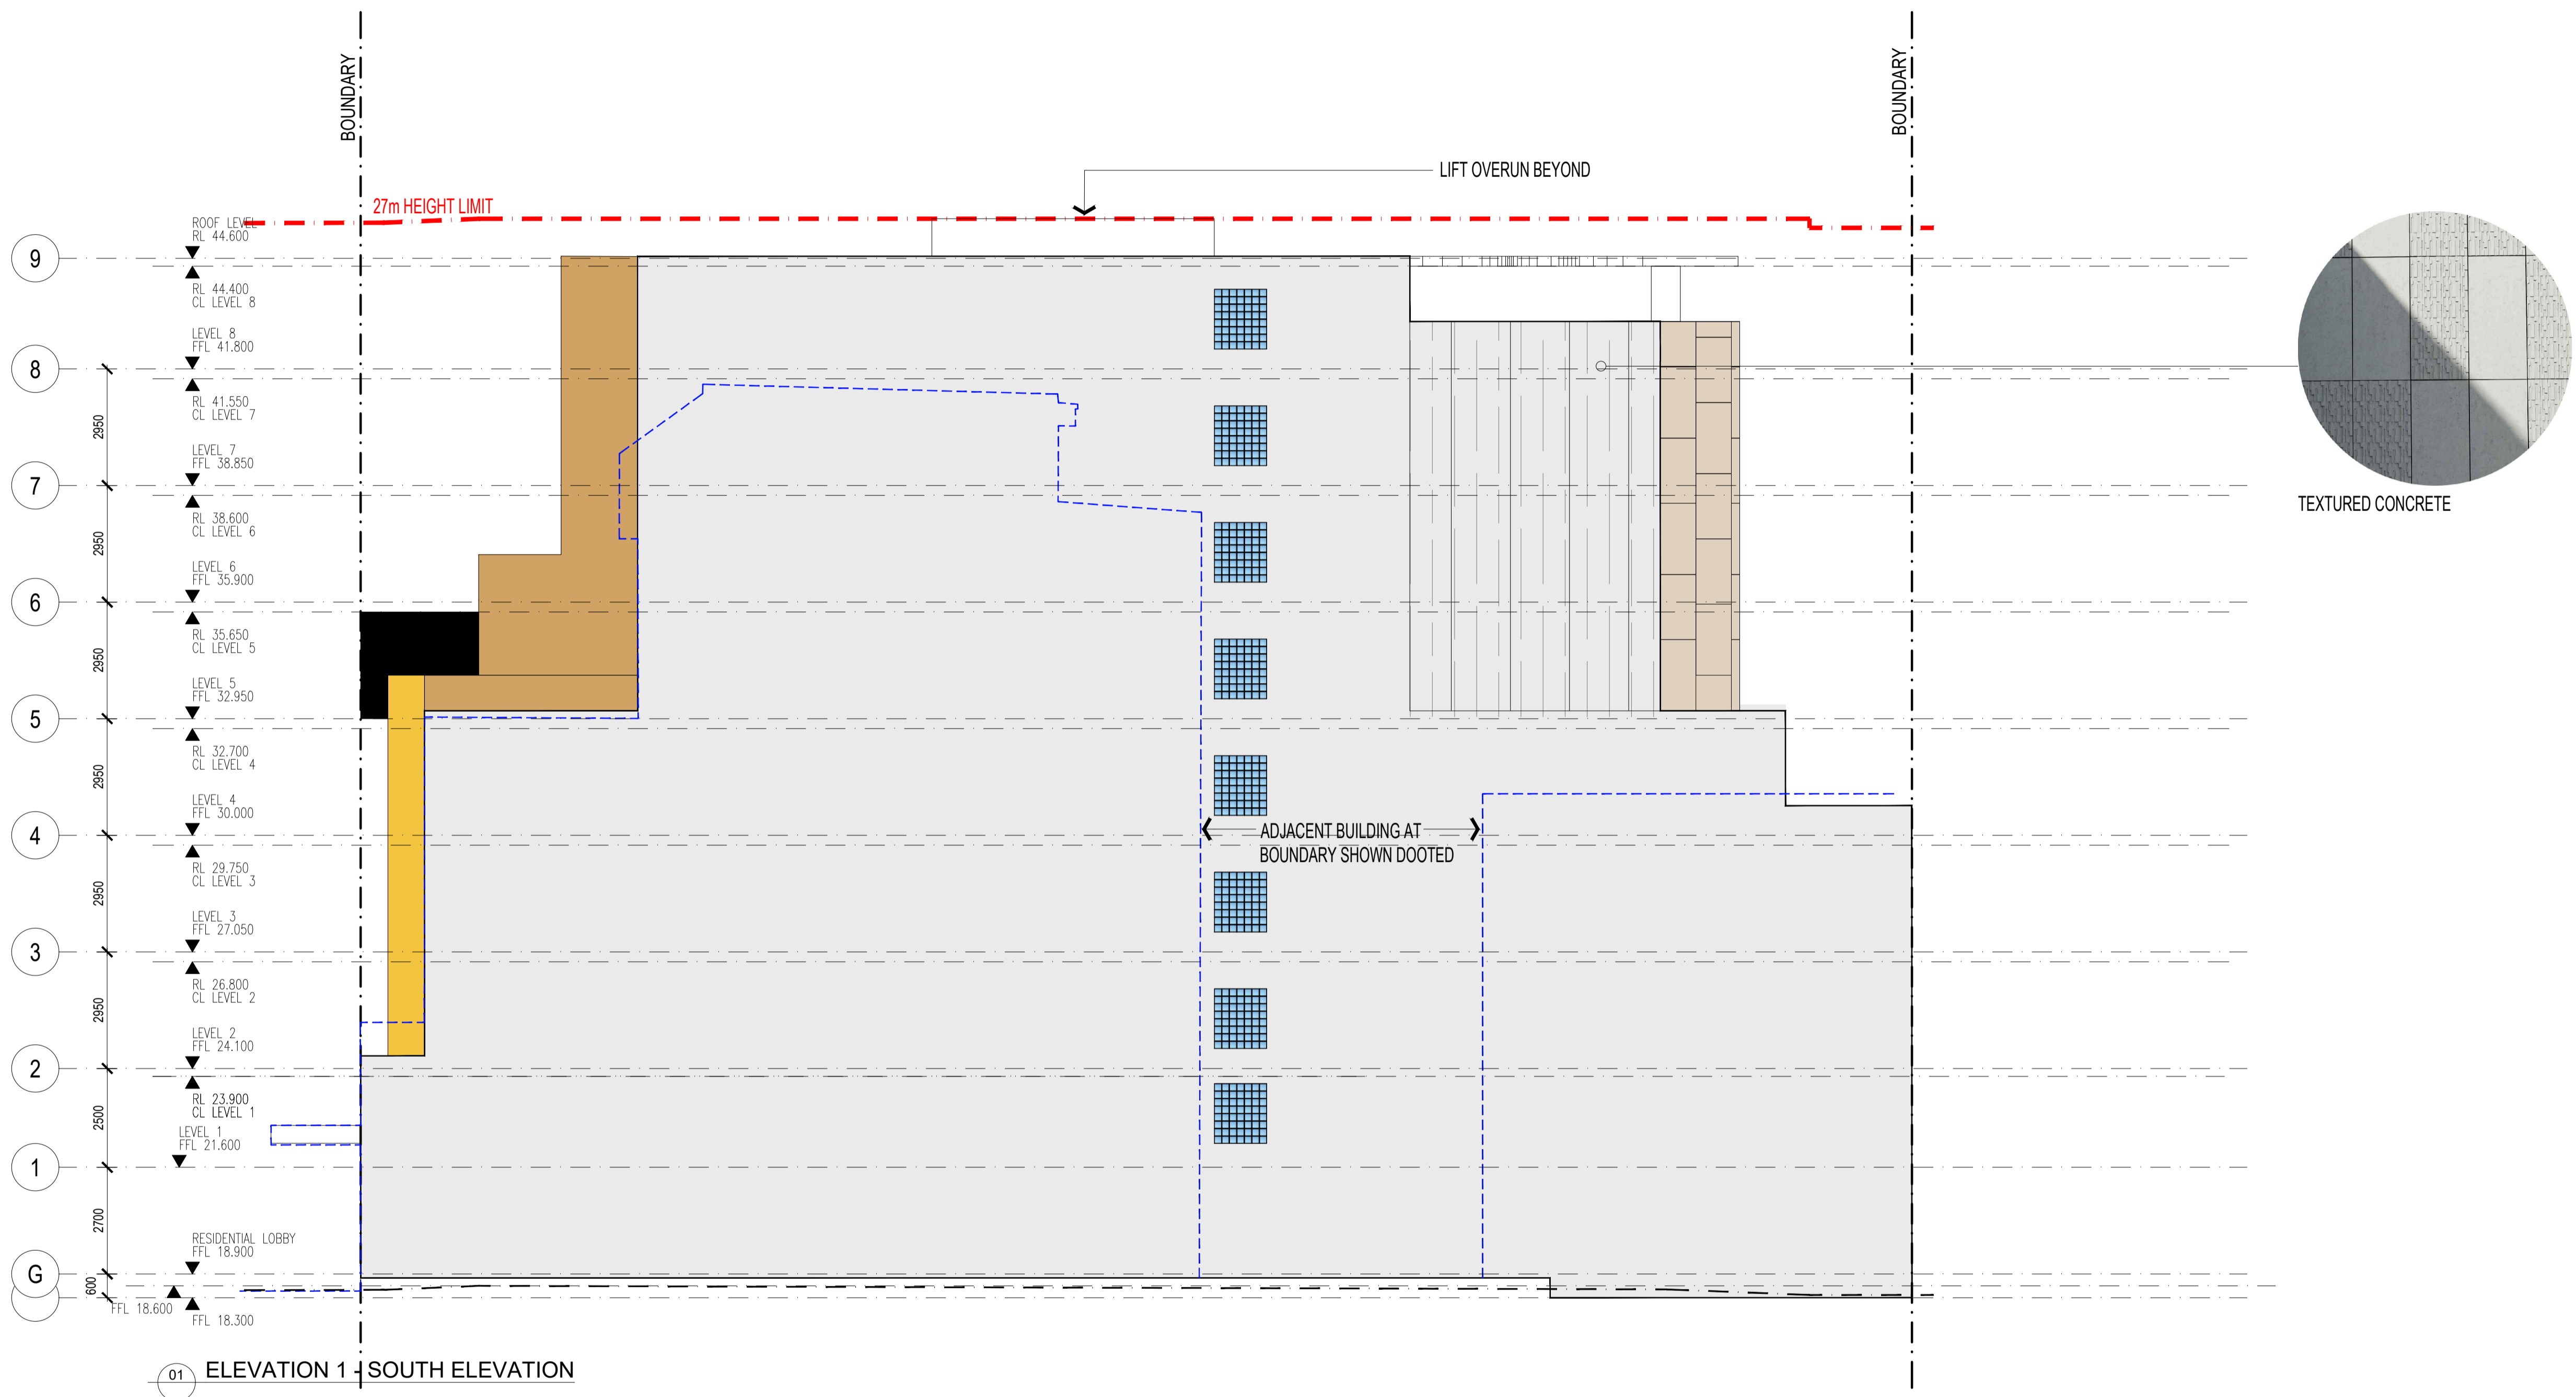 BOUNDARY
BOUNDARY
LIFT OVERUN BEYOND
27m HEIGHT LIMIT
ROOF LEVEL
RL 44.600
9
RL 44.400
CL LEVEL 8
LEVEL 8
FFL 41.800
8
RL 41.550
CL LEVEL 7
2950
LEVEL 7
FFL 38.850
7
RL 38.600
CL LEVEL 6
TEXTURED CONCRETE
2950
LEVEL 6
FFL 35.900
6
RL 35.650
CL LEVEL 5
2950
LEVEL 5
FFL 32.950
5
RL 32.700
CL LEVEL 4
2950
LEVEL 4
FFL 30.000
4
ADJACENT BUILDING AT
BOUNDARY SHOWN DOOTED
RL 29.750
CL LEVEL 3
2950
LEVEL 3
FFL 27.050
3
RL 26.800
CL LEVEL 2
2950
LEVEL 2
FFL 24.100
2
RL 23.900
CL LEVEL 1
2500
LEVEL 1
FFL 21.600
1
2700
RESIDENTIAL LOBBY
FFL 18.900
G
600
FFL 18.600
FFL 18.300
01 ELEVATION 1 - SOUTH ELEVATION